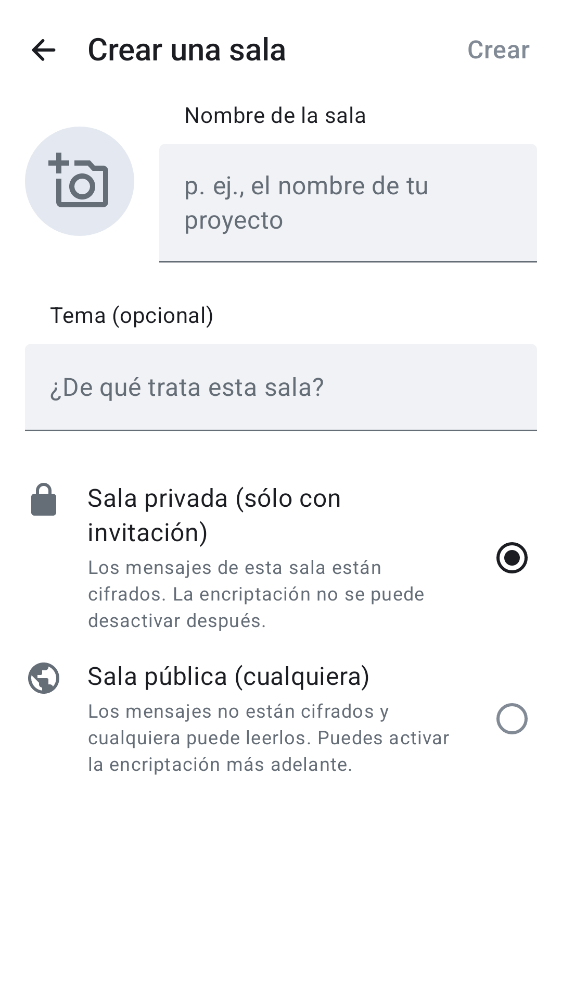 Crear una sala
Crear
Nombre de la sala
p. ej., el nombre de tu
proyecto
Tema (opcional)
¿De qué trata esta sala?
Sala privada (sólo con
invitación)
Los mensajes de esta sala están
cifrados. La encriptación no se puede
desactivar después.
Sala pública (cualquiera)
Los mensajes no están cifrados y
cualquiera puede leerlos. Puedes activar
la encriptación más adelante.